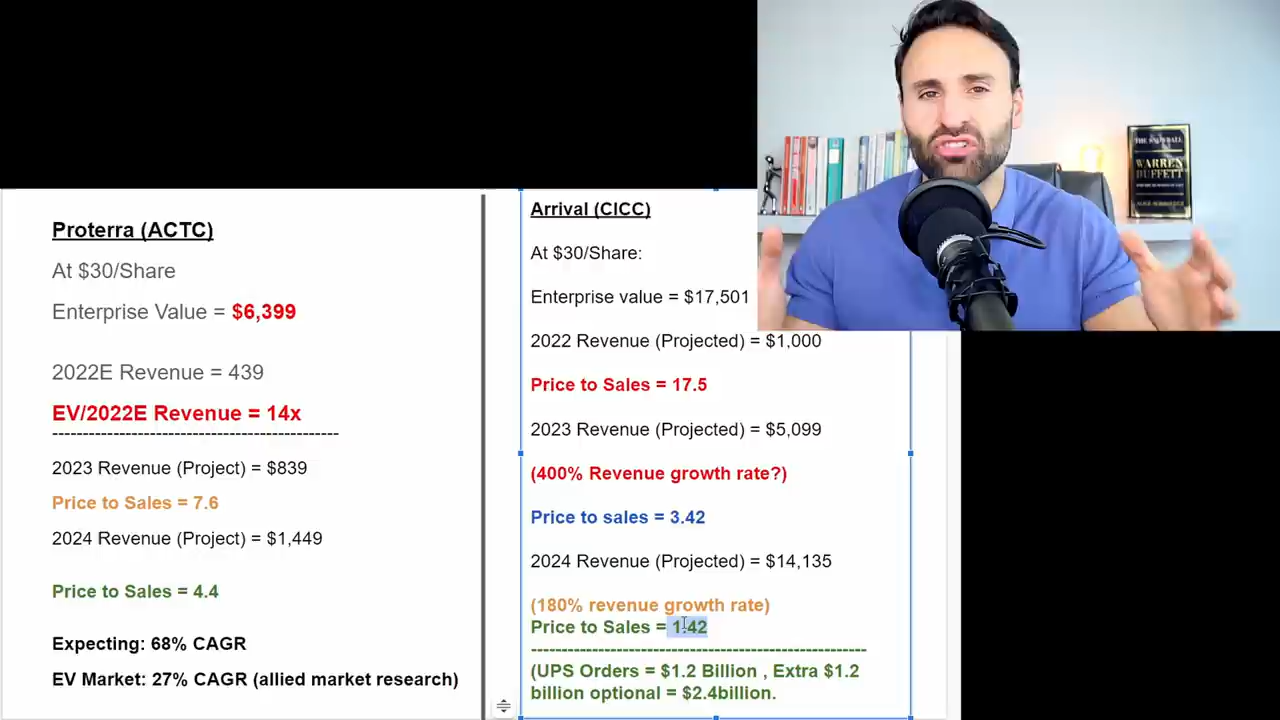 Proterra (ACTC)
At $30/Share
Enterprise Value = $6,399
2022E Revenue = 439
EV/2022E Revenue = 14x
-----------------------------------------------
2023 Revenue (Project) = $839
Price to Sales = 7.6
2024 Revenue (Project) = $1,449
Price to Sales = 4.4
Expecting: 68% CAGR
EV Market: 27% CAGR (allied market research)
Arrival (CICC)
At $30/Share:
Enterprise value = $17,501
2022 Revenue (Projected) = $1,000
Price to Sales = 17.5
2023 Revenue (Projected) = $5,099
(400% Revenue growth rate?)
Price to sales = 3.42
2024 Revenue (Projected) = $14,135
(180% revenue growth rate)
Price to Sales = 1.42
-------------------------------------------------------
(UPS Orders = $1.2 Billion , Extra $1.2
billion optional = $2.4billion.
THE SNOWBALL
WARREN
BUFFETT